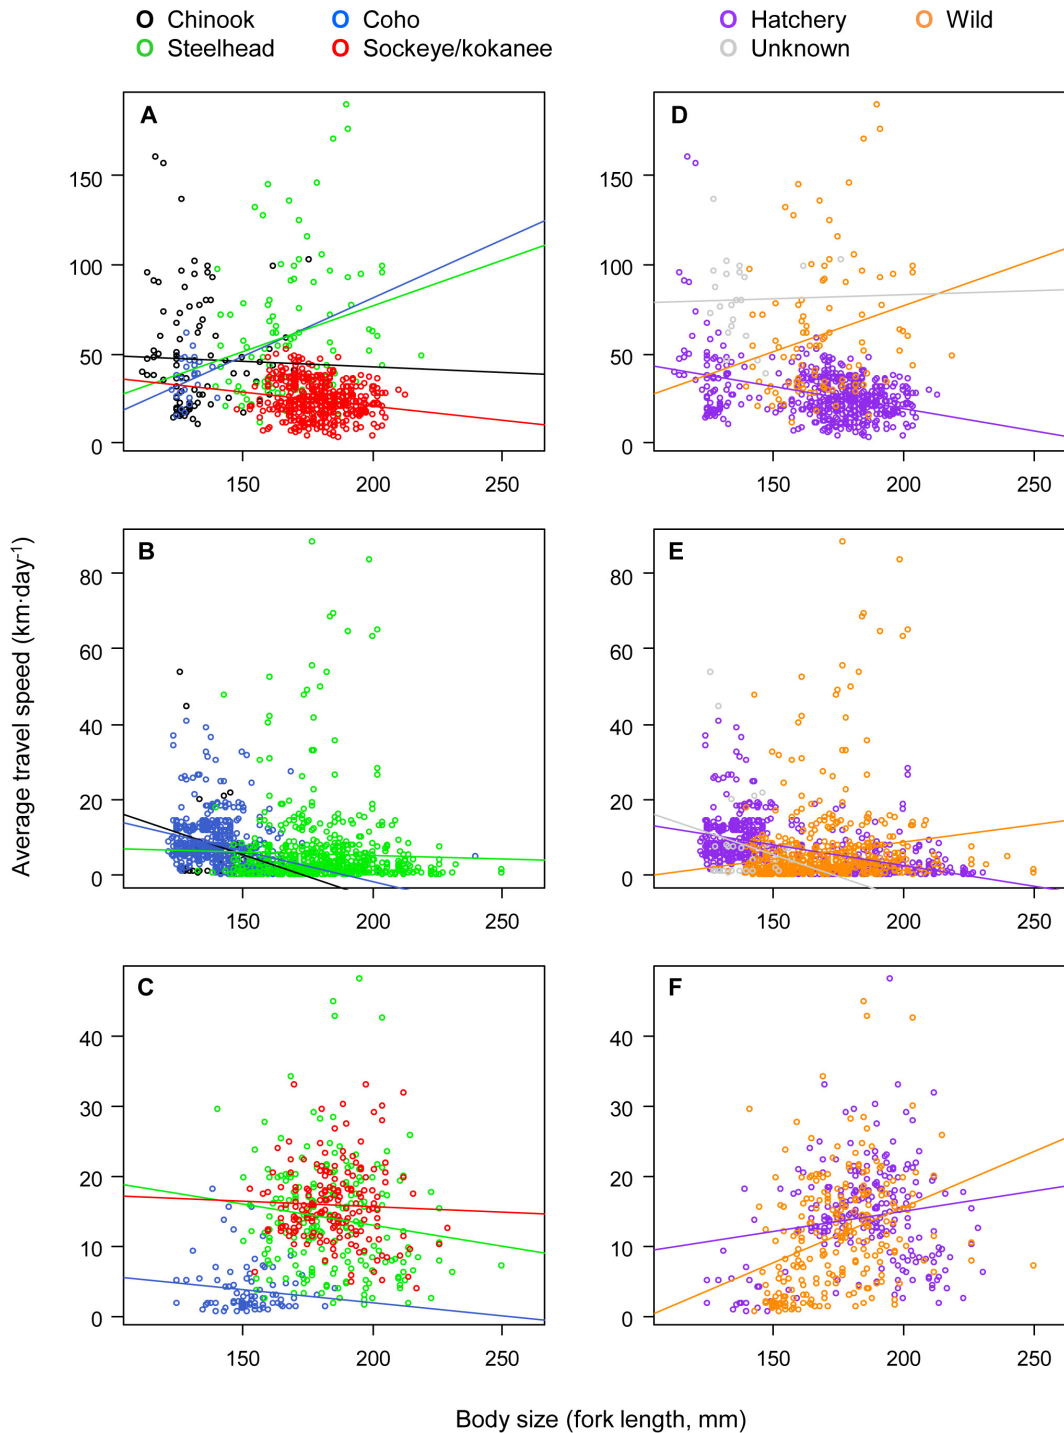 O Chinook O Coho O Hatchery O Wild
O Steelhead O Sockeye/kokanee O Unknown
A D
150
100
50
0
150 200 250 150 200 250
B E
80
60
40
20
0
150 200 250 150 200 250
C F
40
30
20
10
0
150 200 250 150 200 250
150
100
50
0
80
60
40
20
0
40
30
20
10
0
Average travel speed (km·day⁻¹)
Body size (fork length, mm)